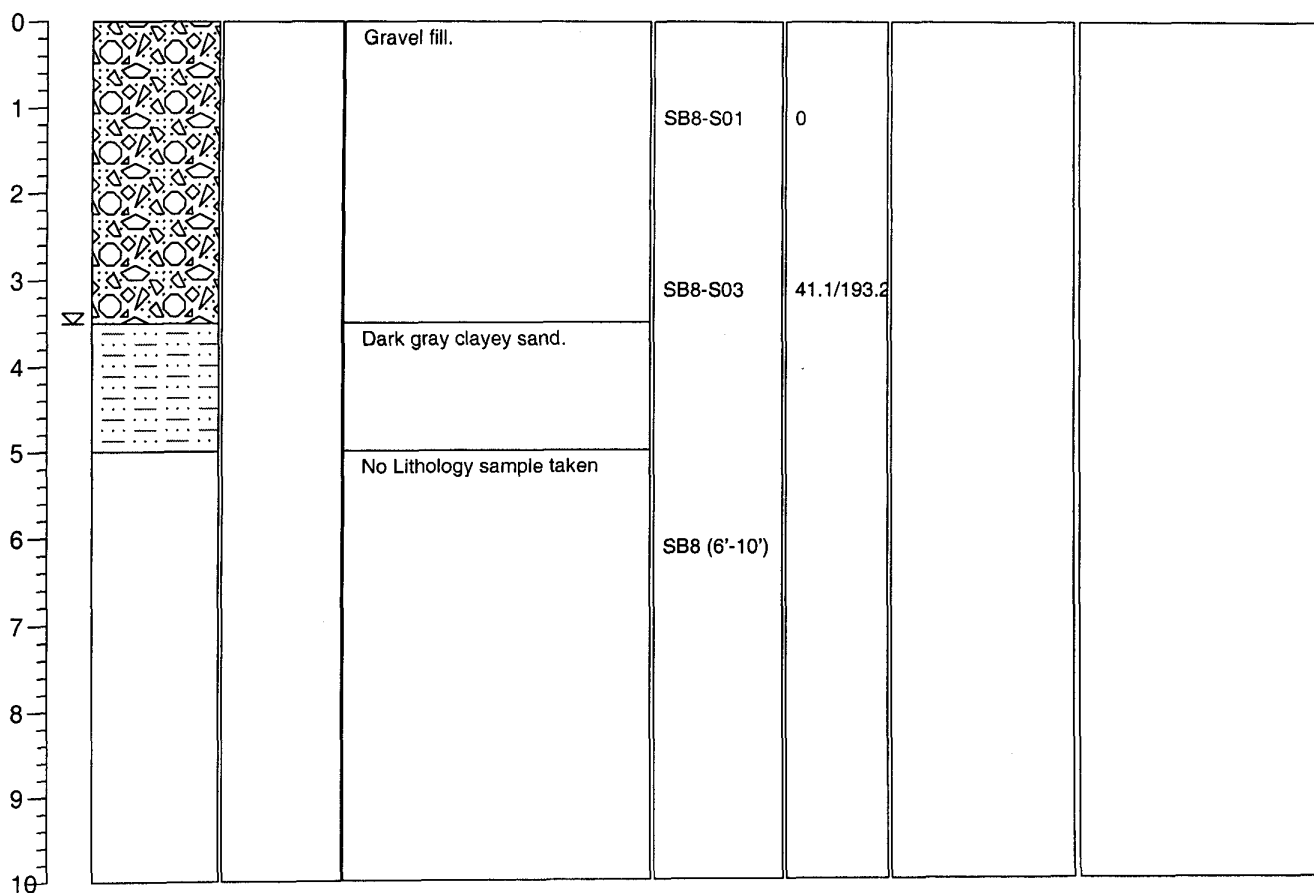 0
Gravel fill.
1
SB8-S01
0
2
3
SB8-S03
41.1/193.2
Dark gray clayey sand.
4
5
No Lithology sample taken
6
SB8 (6'-10')
7
8
9
10